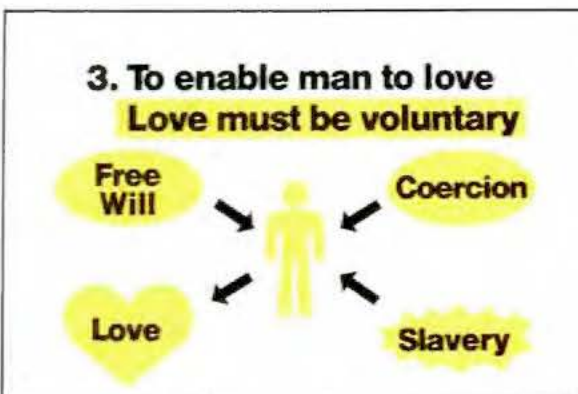 3. To enable man to love
Love must be voluntary
Free
Will
Coercion
Love
Slavery